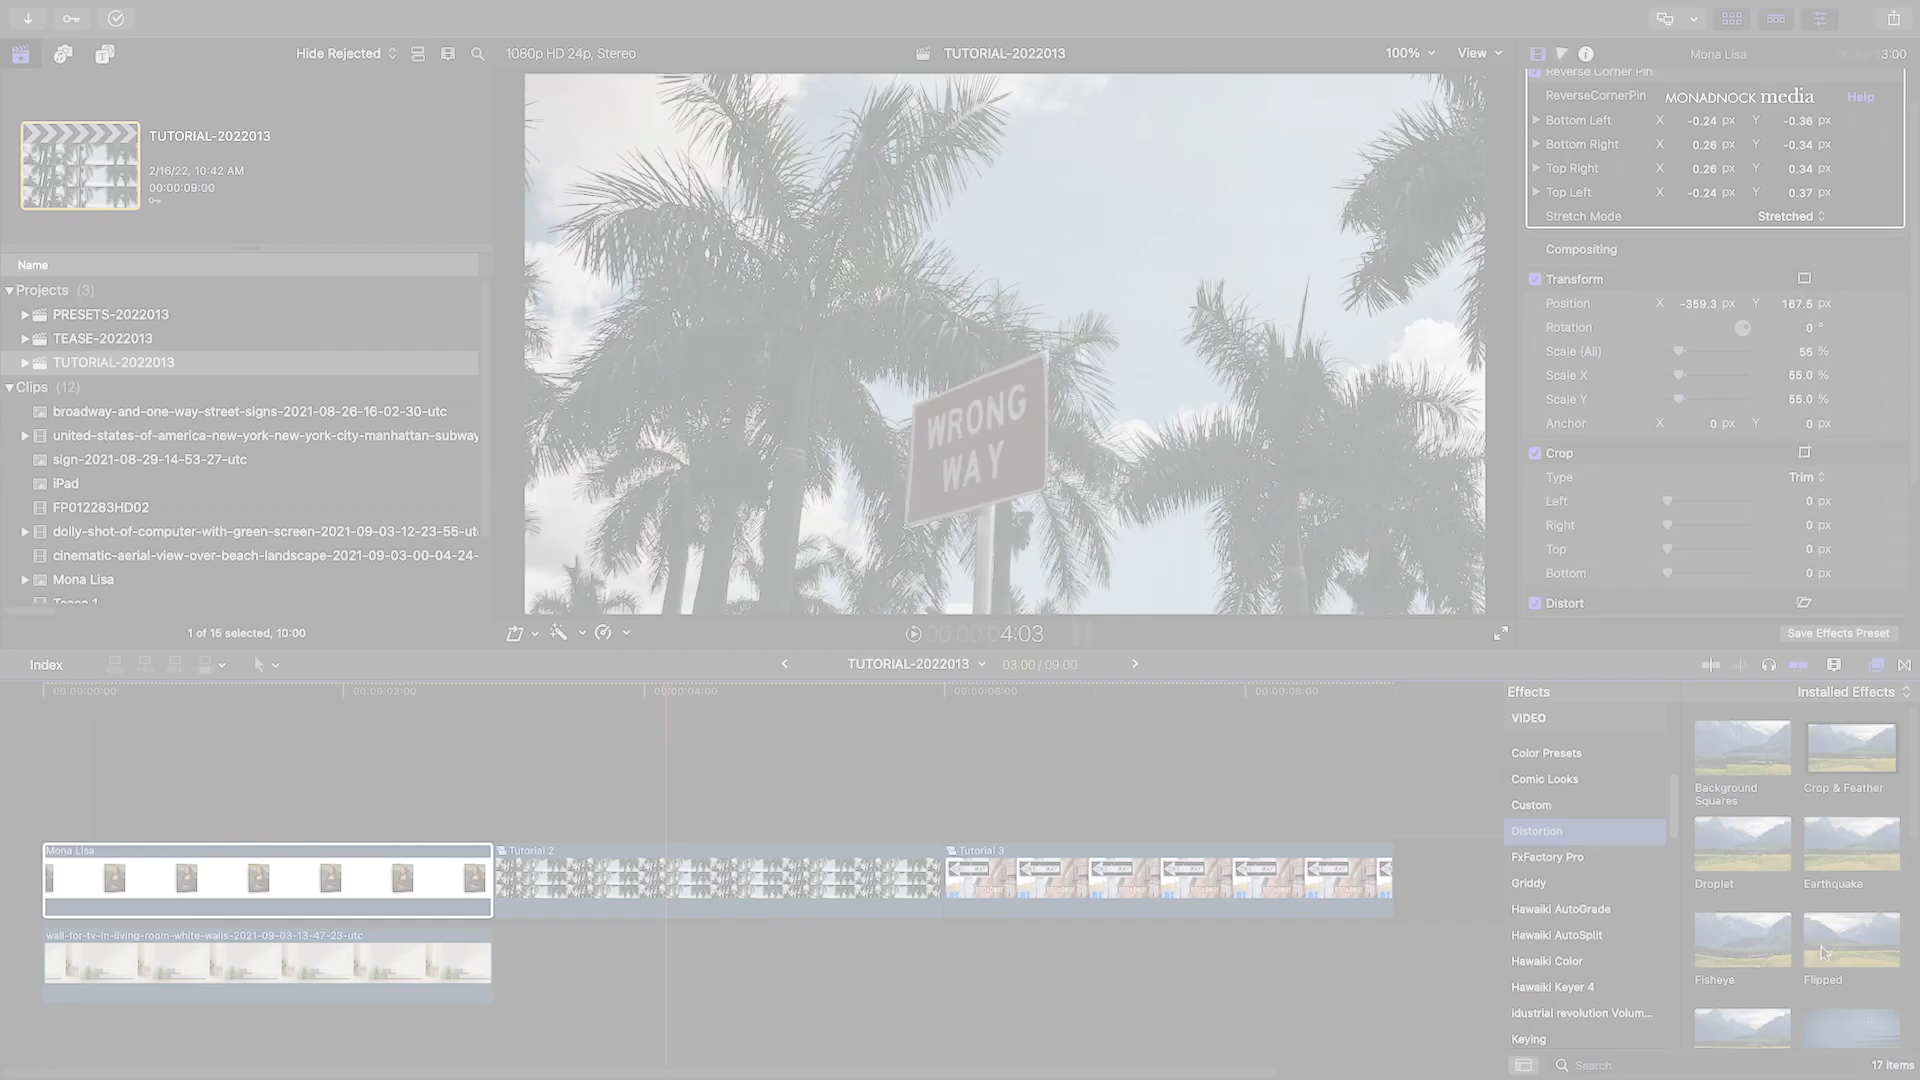 Hide Rejected
1080p HD 24p, Stereo
TUTORIAL-2022013
100%
View
Mona Lisa
3:00
TUTORIAL-2022013
2/16/22, 10:42 AM
00:00:09:00
Name
Projects (3)
PRESETS-2022013
TEASE-2022013
TUTORIAL-2022013
Clips (12)
broadway-and-one-way-street-signs-2021-08-26-16-02-30-utc
united-states-of-america-new-york-new-york-city-manhattan-subway
sign-2021-08-29-14-53-27-utc
iPad
FP012283HD02
dolly-shot-of-computer-with-green-screen-2021-09-03-12-23-55-ut
cinematic-aerial-view-over-beach-landscape-2021-09-03-00-04-24-
Mona Lisa
1 of 15 selected, 10:00
WRONG
WAY
00:00:04:03
Reverse Corner Pin
ReverseCornerPin MONADNOCK media Help
Bottom Left X -0.24 px Y -0.36 px
Bottom Right X 0.26 px Y -0.34 px
Top Right X 0.26 px Y 0.34 px
Top Left X -0.24 px Y 0.37 px
Stretch Mode Stretched
Compositing
Transform
Position X -359.3 px Y 167.5 px
Rotation 0 °
Scale (All) 55 %
Scale X 55.0 %
Scale Y 55.0 %
Anchor X 0 px Y 0 px
Crop
Type Trim
Left 0 px
Right 0 px
Top 0 px
Bottom 0 px
Distort
Save Effects Preset
Index
TUTORIAL-2022013
03:00 / 09:00
00:00:00:00
00:00:02:00
00:00:04:00
00:00:06:00
00:00:08:00
Mona Lisa
Tutorial 2
Tutorial 3
wall-for-tv-in-living-room-white-walls-2021-09-03-13-47-23-utc
Effects
Installed Effects
VIDEO
Color Presets
Comic Looks
Custom
Distortion
FxFactory Pro
Griddy
Hawaiki AutoGrade
Hawaiki AutoSplit
Hawaiki Color
Hawaiki Keyer 4
idustrial revolution Volum...
Keying
Background
Squares
Crop & Feather
Droplet
Earthquake
Fisheye
Flipped
Search
17 items